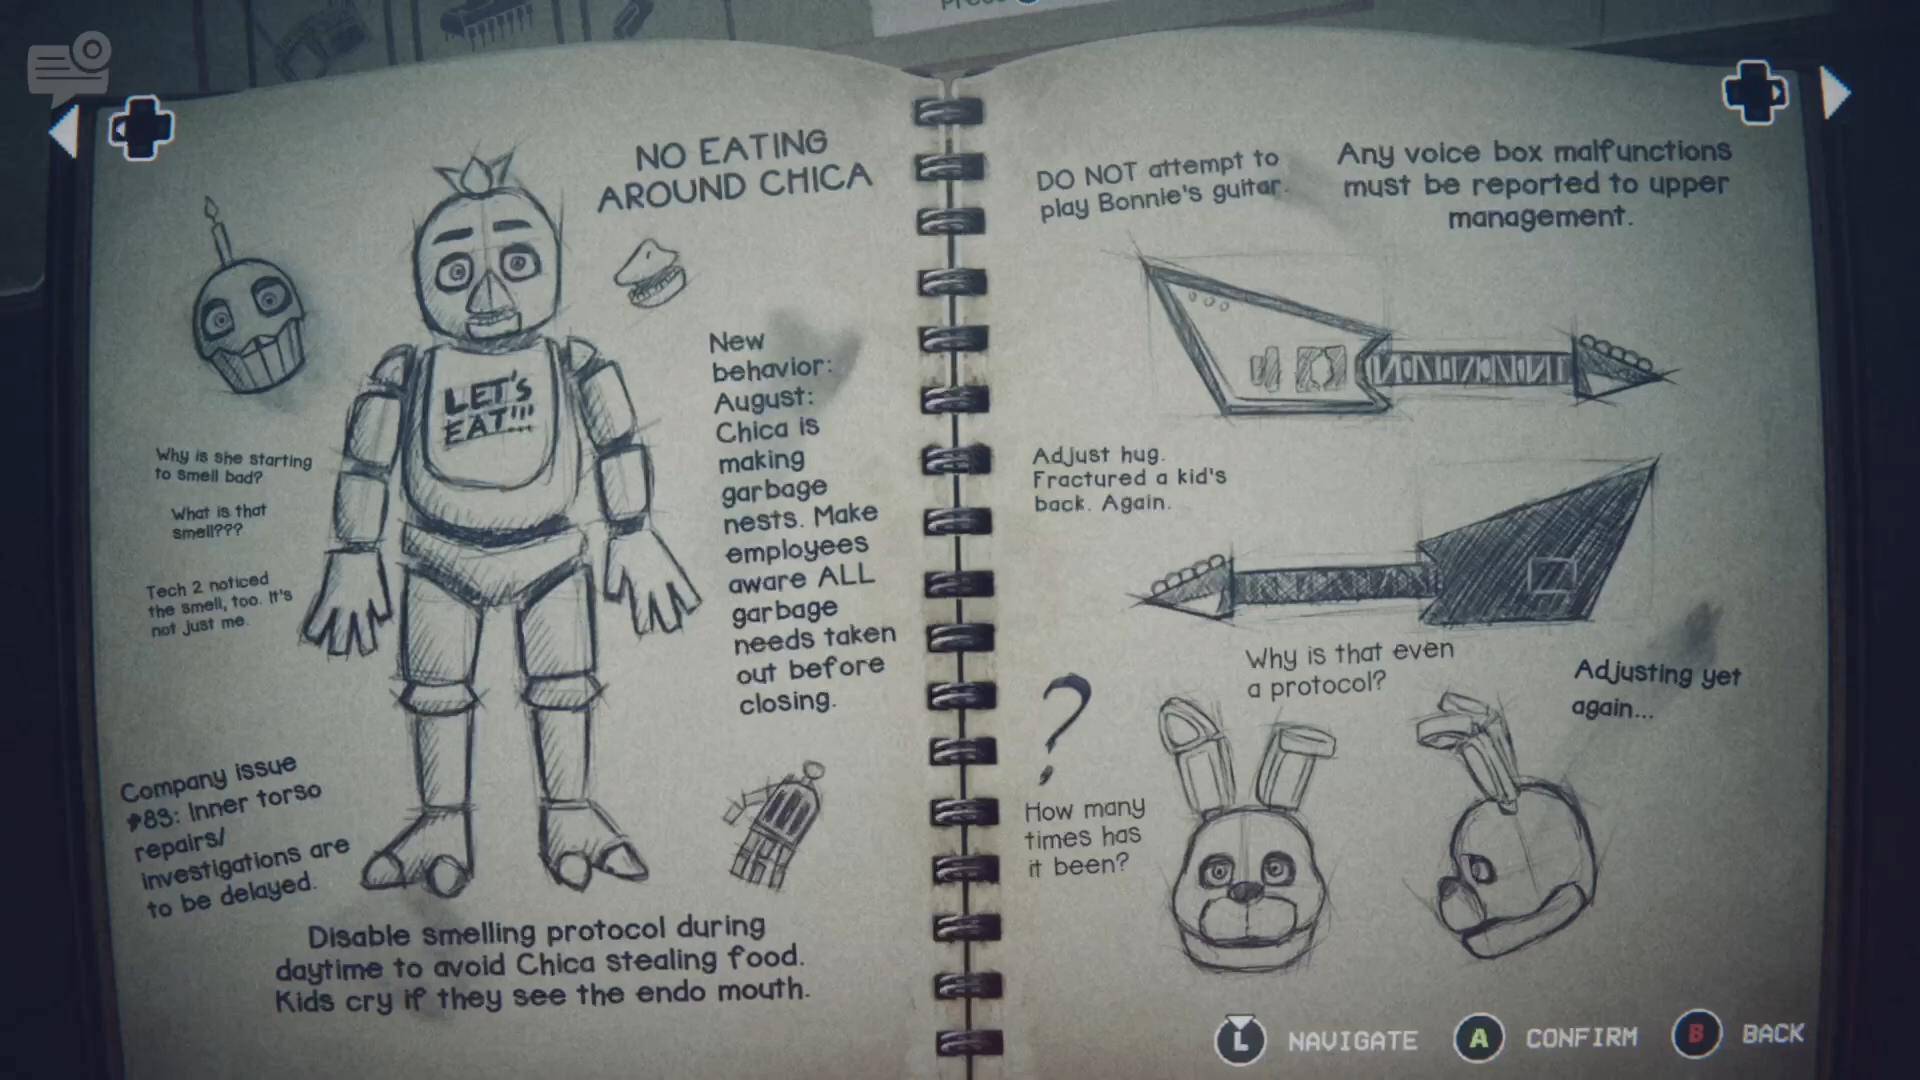 NO EATING
AROUND CHICA
LET'S
EAT!!!
New
behavior:
August:
Chica is
making
garbage
nests. Make
employees
aware ALL
garbage
needs taken
out before
closing.
Why is she starting
to smell bad?
What is that
smell???
Tech 2 noticed
the smell, too. It's
not just me.
Company issue
#83: Inner torso
repairs/
investigations are
to be delayed.
Disable smelling protocol during
daytime to avoid Chica stealing food.
Kids cry if they see the endo mouth.
DO NOT attempt to
play Bonnie's guitar.
Any voice box malfunctions
must be reported to upper
management.
Adjust hug.
Fractured a kid's
back. Again.
Why is that even
a protocol?
Adjusting yet
again...
?
How many
times has
it been?
L NAVIGATE A CONFIRM B BACK